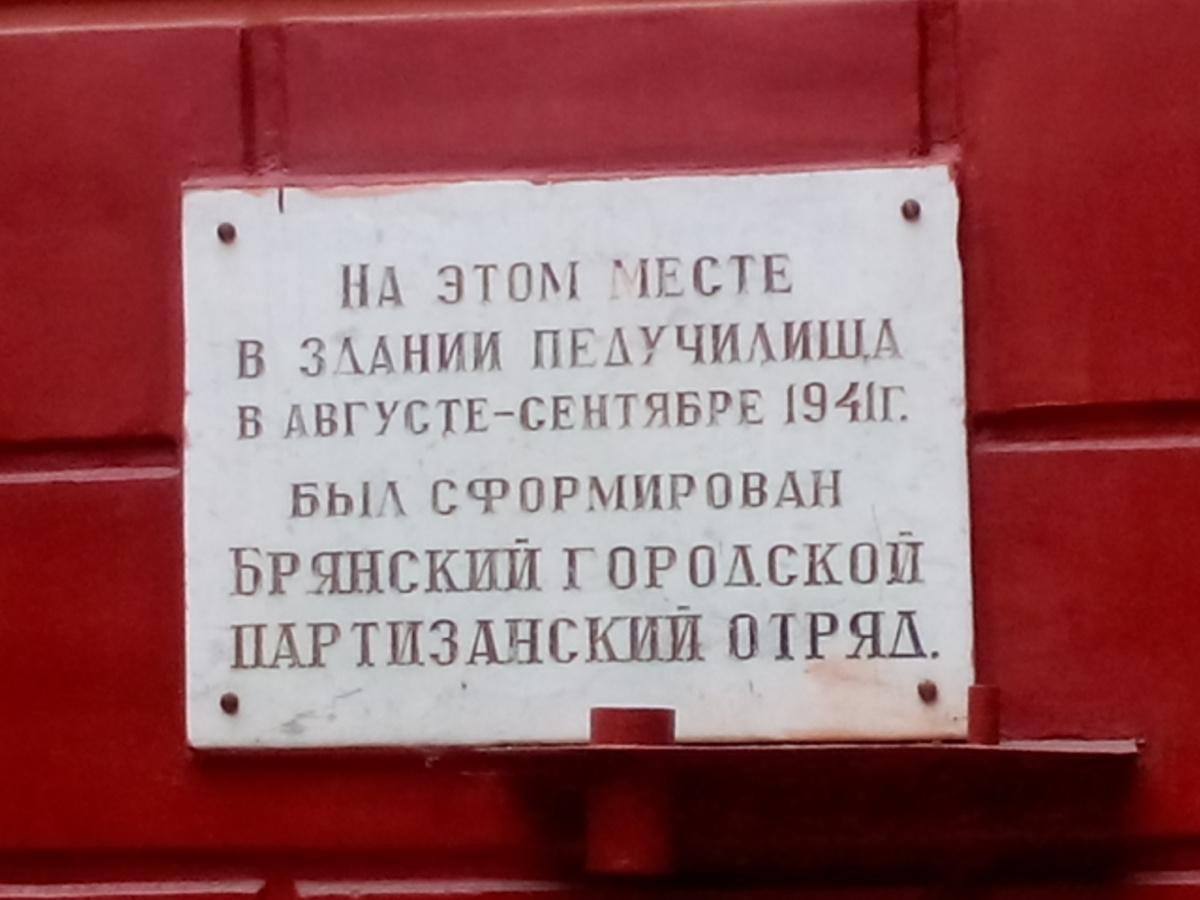 НА ЭТОМ МЕСТЕ
В ЗДАНИИ ПЕДУЧИЛИЩА
В АВГУСТЕ-СЕНТЯБРЕ 1941Г.
БЫЛ СФОРМИРОВАН
БРЯНСКИЙ ГОРОДСКОЙ
ПАРТИЗАНСКИЙ ОТРЯД.